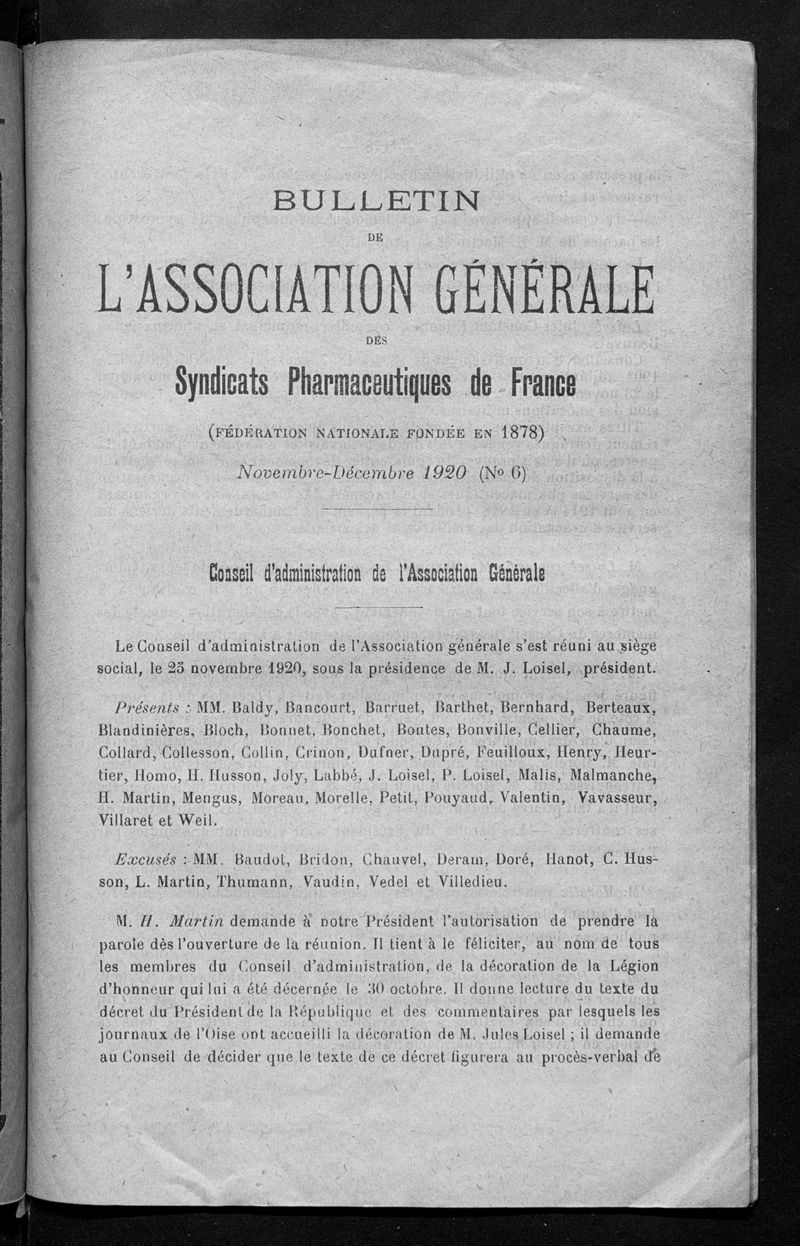 BULLETIN
DE
L'ASSOCIATION GÉNÉRALE
DES
Syndicats Pharmaceutiques de France
(FÉDÉRATION NATIONALE FONDÉE EN 1878)
Novembre-Décembre 1920 (No 6)
Conseil d'administration de l'Association Générale
Le Conseil d'administration de l'Association générale s'est réuni au siège
social, le 25 novembre 1920, sous la présidence de M. J. Loisel, président.
Présents : MM. Baldy, Bancourt, Barruet, Barthet, Bernhard, Berteaux,
Blandinières, Bloch, Bonnet, Bonchet, Boutes, Bonville, Cellier, Chaume,
Collard, Collesson, Collin, Crinon, Dufner, Dupré, Feuilloux, Henry, Heur-
tier, Homo, H. Husson, Joly, Labbé, J. Loisel, P. Loisel, Malis, Malmanche,
H. Martin, Mengus, Moreau, Morelle, Petit, Pouyaud, Valentin, Vavasseur,
Villaret et Weil.
Excusés : MM. Baudot, Bridon, Chauvel, Deram, Doré, Hanot, C. Hus-
son, L. Martin, Thumann, Vaudin, Vedel et Villedieu.
M. H. Martin demande à notre Président l'autorisation de prendre la
parole dès l'ouverture de la réunion. Il tient à le féliciter, au nom de tous
les membres du Conseil d'administration, de la décoration de la Légion
d'honneur qui lui a été décernée le 30 octobre. Il donne lecture du texte du
décret du Président de la République et des commentaires par lesquels les
journaux de l'Oise ont accueilli la décoration de M. Jules Loisel ; il demande
au Conseil de décider que le texte de ce décret figurera au procès-verbal de